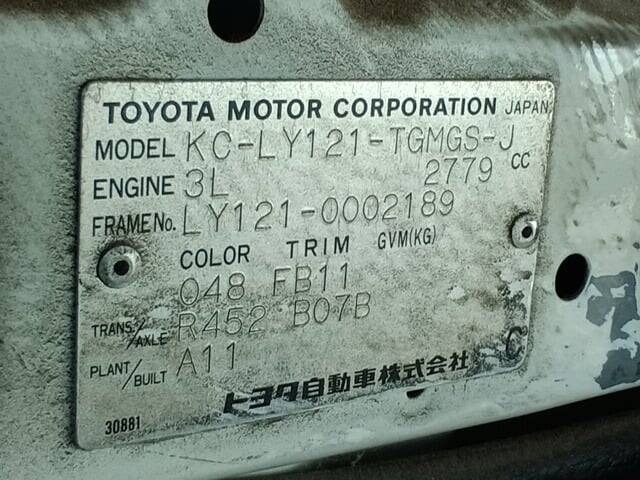 TOYOTA MOTOR CORPORATION JAPAN
MODEL KC-LY121-TGMGS-J
ENGINE 3L 2779 CC
FRAME No. LY121-0002189
COLOR TRIM GVM(KG)
048 FB11
TRANS./AXLE R452 B07B
PLANT/BUILT A11 C
トヨタ自動車株式会社
30881